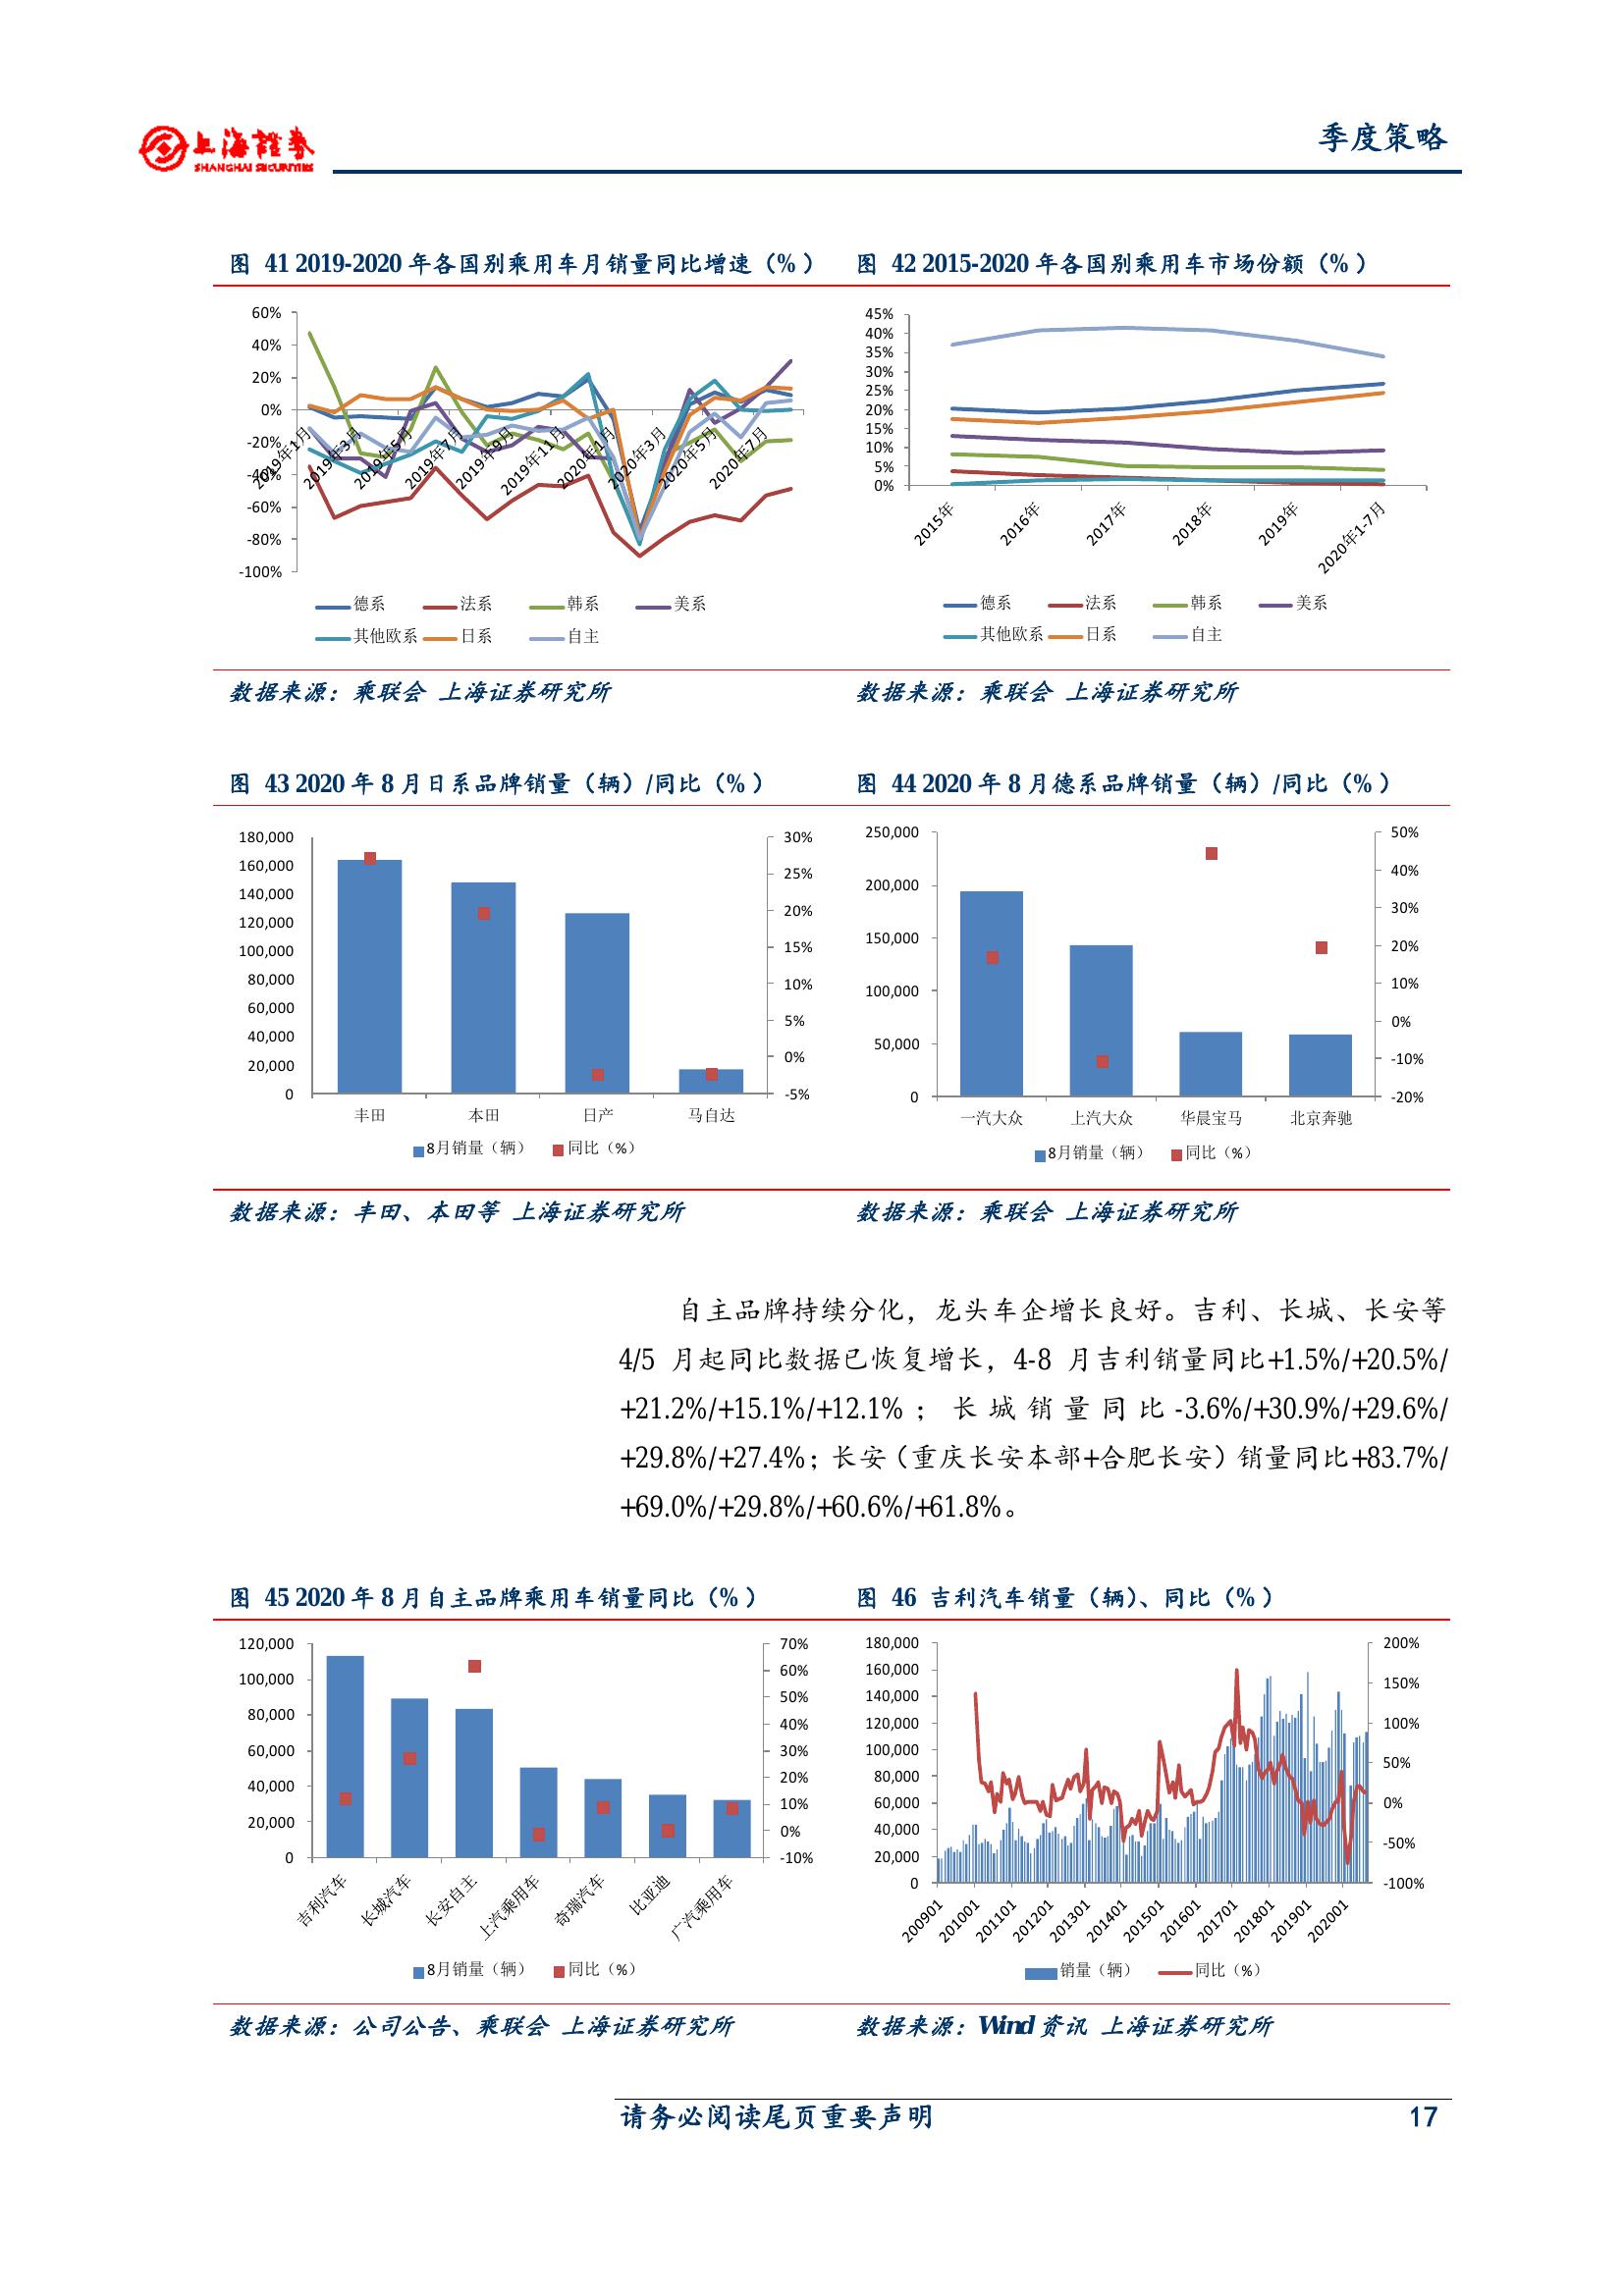 上海證券
SHANGHAI SECURITIES
季度策略
图 41 2019-2020 年各国别乘用车月销量同比增速（%）
60%
40%
20%
0%
-20%
-40%
-60%
-80%
-100%
2019年1月
2019年3月
2019年5月
2019年7月
2019年9月
2019年11月
2020年1月
2020年3月
2020年5月
2020年7月
德系 法系 韩系 美系
其他欧系 日系 自主
数据来源：乘联会 上海证券研究所
图 42 2015-2020 年各国别乘用车市场份额（%）
45%
40%
35%
30%
25%
20%
15%
10%
5%
0%
2015年
2016年
2017年
2018年
2019年
2020年1-7月
德系 法系 韩系 美系
其他欧系 日系 自主
数据来源：乘联会 上海证券研究所
图 43 2020 年 8 月日系品牌销量（辆）/同比（%）
180,000
160,000
140,000
120,000
100,000
80,000
60,000
40,000
20,000
0
30%
25%
20%
15%
10%
5%
0%
-5%
丰田 本田 日产 马自达
8月销量（辆） 同比（%）
数据来源：丰田、本田等 上海证券研究所
图 44 2020 年 8 月德系品牌销量（辆）/同比（%）
250,000
200,000
150,000
100,000
50,000
0
50%
40%
30%
20%
10%
0%
-10%
-20%
一汽大众 上汽大众 华晨宝马 北京奔驰
8月销量（辆） 同比（%）
数据来源：乘联会 上海证券研究所
自主品牌持续分化，龙头车企增长良好。吉利、长城、长安等
4/5 月起同比数据已恢复增长，4-8 月吉利销量同比+1.5%/+20.5%/
+21.2%/+15.1%/+12.1%；长城销量同比-3.6%/+30.9%/+29.6%/
+29.8%/+27.4%；长安（重庆长安本部+合肥长安）销量同比+83.7%/
+69.0%/+29.8%/+60.6%/+61.8%。
图 45 2020 年 8 月自主品牌乘用车销量同比（%）
120,000
100,000
80,000
60,000
40,000
20,000
0
70%
60%
50%
40%
30%
20%
10%
0%
-10%
吉利汽车
长城汽车
长安自主
上汽乘用车
奇瑞汽车
比亚迪
广汽乘用车
8月销量（辆） 同比（%）
数据来源：公司公告、乘联会 上海证券研究所
图 46 吉利汽车销量（辆）、同比（%）
180,000
160,000
140,000
120,000
100,000
80,000
60,000
40,000
20,000
0
200%
150%
100%
50%
0%
-50%
-100%
200901
201001
201101
201201
201301
201401
201501
201601
201701
201801
201901
202001
销量（辆） 同比（%）
数据来源：Wind 资讯 上海证券研究所
请务必阅读尾页重要声明
17